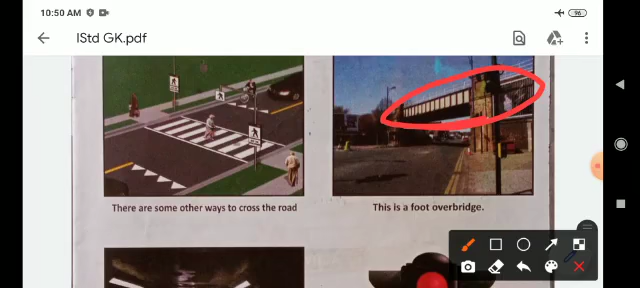 10:50 AM
96
IStd GK.pdf
There are some other ways to cross the road
This is a foot overbridge.